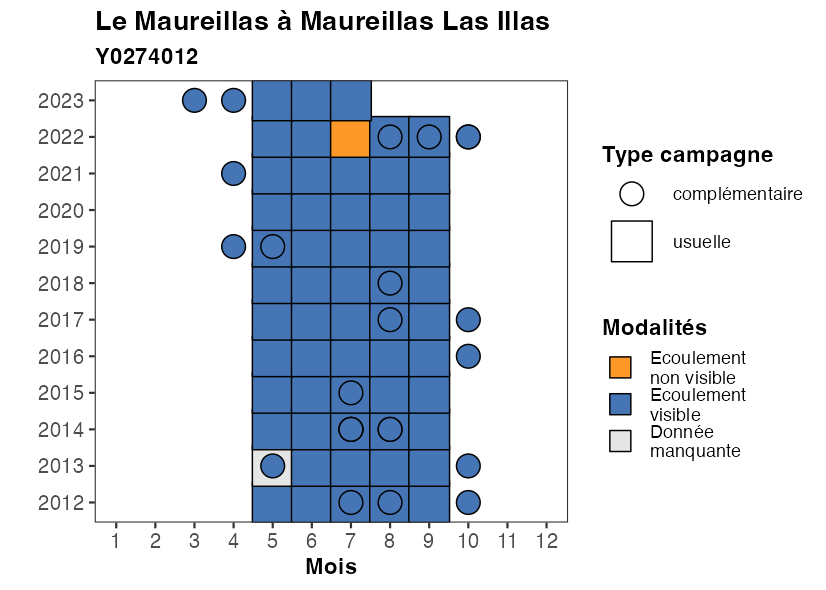 Le Maureillas à Maureillas Las Illas
Y0274012
2023
2022
2021
2020
2019
2018
2017
2016
2015
2014
2013
2012
1 2 3 4 5 6 7 8 9 10 11 12
Mois
Type campagne
complémentaire
usuelle
Modalités
Ecoulement
non visible
Ecoulement
visible
Donnée
manquante